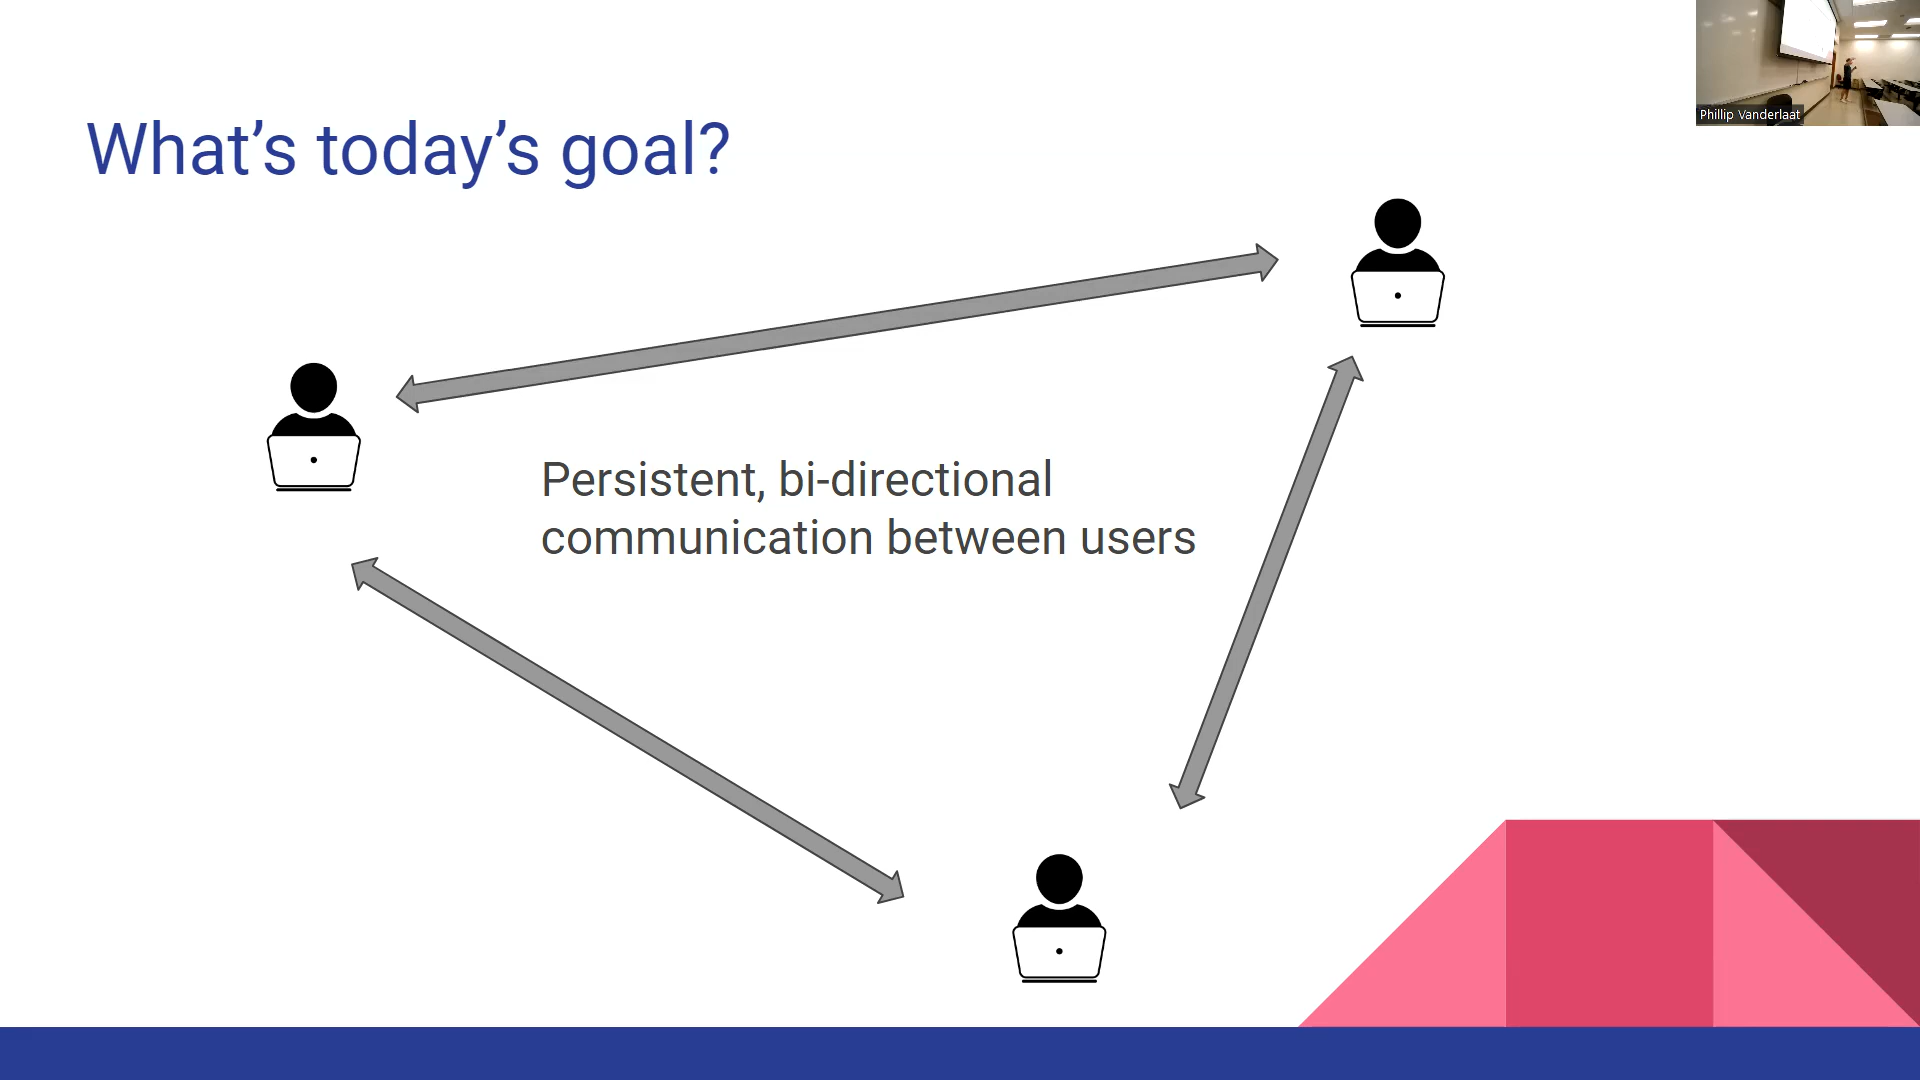 Phillip Vanderlaat
What’s today’s goal?
Persistent, bi-directional
communication between users